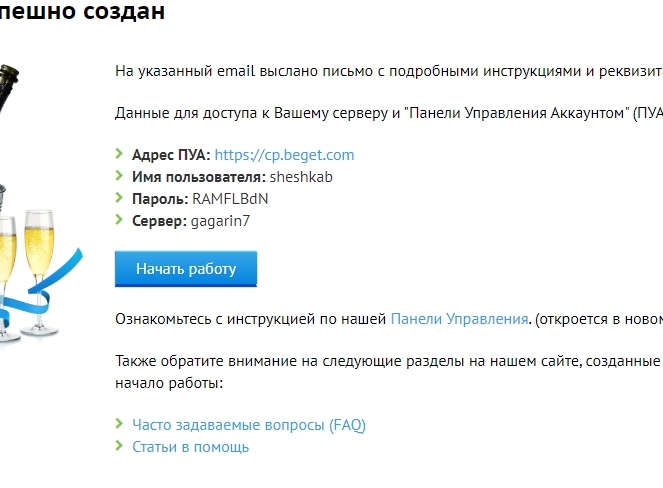 пешно создан
На указанный email выслано письмо с подробными инструкциями и
Данные для доступа к Вашему серверу и "Панели Управления Аккаунтом" (ПУА
Адрес ПУА: https://cp.beget.com
Имя пользователя: sheshkab
Пароль: RAMFLBdN
Сервер: gagarin7
Начать работу
Ознакомьтесь с инструкцией по нашей Панели Управления. (откроется в
Также обратите внимание на следующие разделы на нашем сайте, созданные
начало работы:
Часто задаваемые вопросы (FAQ)
Статьи в помощь